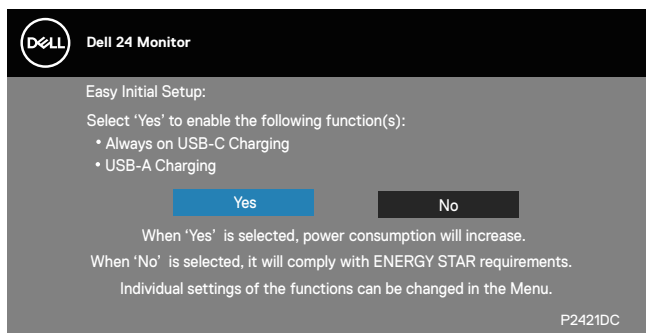 DELL
Dell 24 Monitor
Easy Initial Setup:
Select ‘Yes’ to enable the following function(s):
• Always on USB-C Charging
• USB-A Charging
Yes No
When ‘Yes’ is selected, power consumption will increase.
When ‘No’ is selected, it will comply with ENERGY STAR requirements.
Individual settings of the functions can be changed in the Menu.
P2421DC